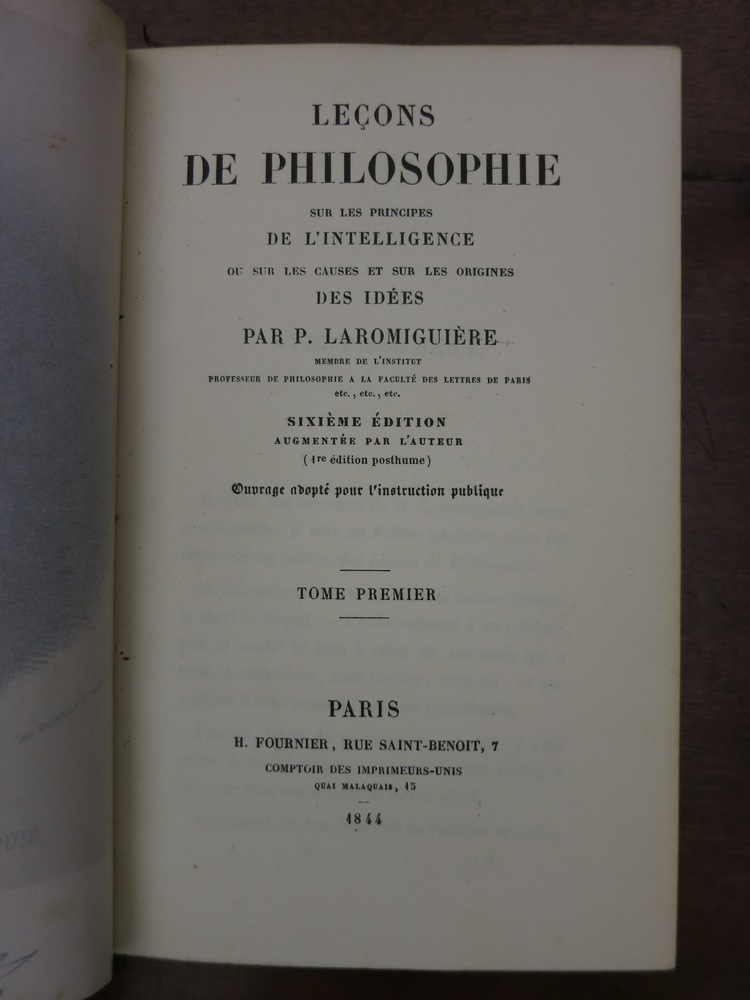 LEÇONS
DE PHILOSOPHIE
SUR LES PRINCIPES
DE L'INTELLIGENCE
OU SUR LES CAUSES ET SUR LES ORIGINES
DES IDÉES
PAR P. LAROMIGUIÈRE
MEMBRE DE L'INSTITUT
PROFESSEUR DE PHILOSOPHIE A LA FACULTÉ DES LETTRES DE PARIS
etc., etc., etc.
SIXIÈME ÉDITION
AUGMENTÉE PAR L'AUTEUR
(1re édition posthume)
Ouvrage adopté pour l'instruction publique
TOME PREMIER
PARIS
H. FOURNIER, RUE SAINT-BENOIT, 7
COMPTOIR DES IMPRIMEURS-UNIS
QUAI MALAQUAIS, 15
1844